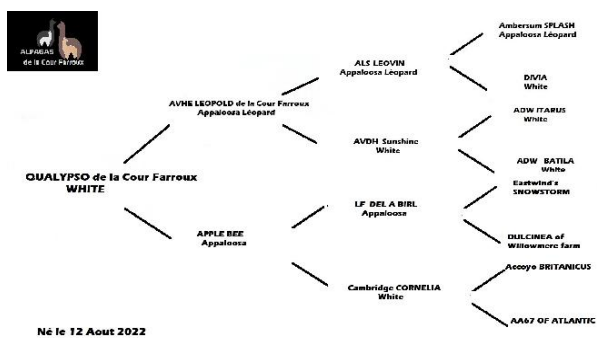 ALPAGAS
de la Cour Farroux
Ambersum SPLASH
Appaloosa Léopard
ALS LEOVIN
Appaloosa Léopard
DIVIA
White
AVHE LEOPOLD de la Cour Farroux
Appaloosa Léopard
ADW ITARUS
White
AVDH Sunshine
White
ADW BATILA
White
QUALYPSO de la Cour Farroux
WHITE
Eastwind's
SNOWSTORM
LF DEL A BIRL
Appaloosa
APPLE BEE
Appaloosa
DULCINEA of
Willowmere farm
Accoyo BRITANICUS
Cambridge CORNELIA
White
AA67 OF ATLANTIC
Né le 12 Aout 2022